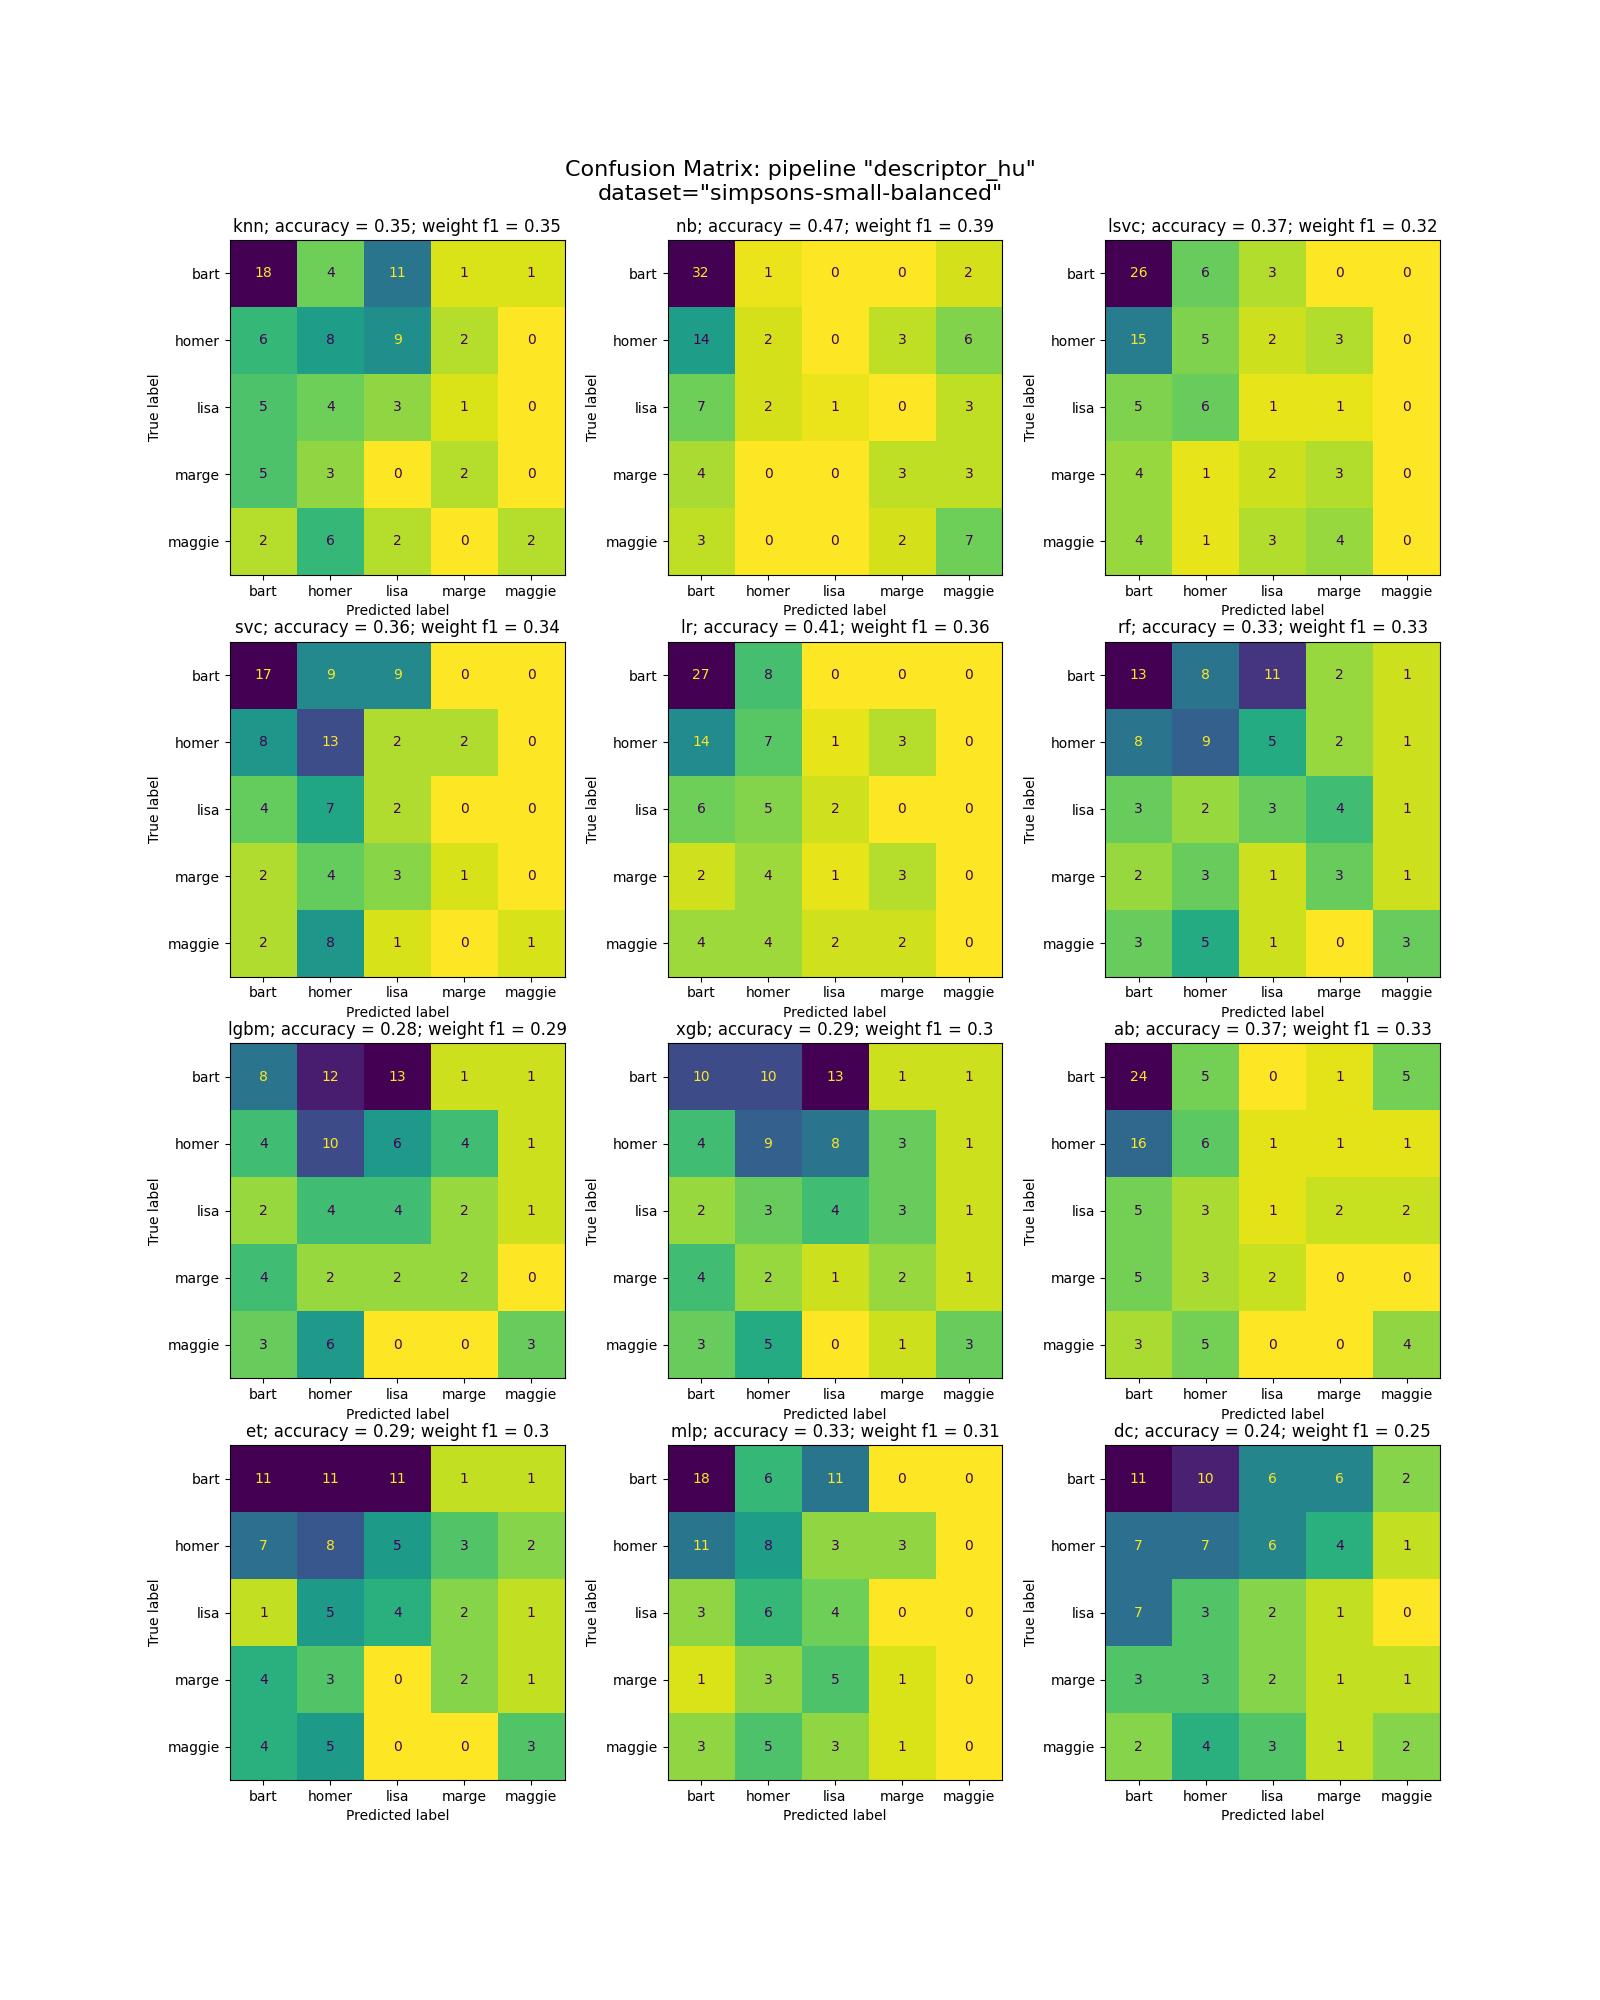 Confusion Matrix: pipeline "descriptor_hu"
dataset="simpsons-small-balanced"
knn; accuracy = 0.35; weight f1 = 0.35
True label
bart 18 4 11 1 1
homer 6 8 9 2 0
lisa 5 4 3 1 0
marge 5 3 0 2 0
maggie 2 6 2 0 2
bart homer lisa marge maggie
Predicted label
nb; accuracy = 0.47; weight f1 = 0.39
True label
bart 32 1 0 0 2
homer 14 2 0 3 6
lisa 7 2 1 0 3
marge 4 0 0 3 3
maggie 3 0 0 2 7
bart homer lisa marge maggie
Predicted label
lsvc; accuracy = 0.37; weight f1 = 0.32
True label
bart 26 6 3 0 0
homer 15 5 2 3 0
lisa 5 6 1 1 0
marge 4 1 2 3 0
maggie 4 1 3 4 0
bart homer lisa marge maggie
Predicted label
svc; accuracy = 0.36; weight f1 = 0.34
True label
bart 17 9 9 0 0
homer 8 13 2 2 0
lisa 4 7 2 0 0
marge 2 4 3 1 0
maggie 2 8 1 0 1
bart homer lisa marge maggie
Predicted label
lr; accuracy = 0.41; weight f1 = 0.36
True label
bart 27 8 0 0 0
homer 14 7 1 3 0
lisa 6 5 2 0 0
marge 2 4 1 3 0
maggie 4 4 2 2 0
bart homer lisa marge maggie
Predicted label
rf; accuracy = 0.33; weight f1 = 0.33
True label
bart 13 8 11 2 1
homer 8 9 5 2 1
lisa 3 2 3 4 1
marge 2 3 1 3 1
maggie 3 5 1 0 3
bart homer lisa marge maggie
Predicted label
lgbm; accuracy = 0.28; weight f1 = 0.29
True label
bart 8 12 13 1 1
homer 4 10 6 4 1
lisa 2 4 4 2 1
marge 4 2 2 2 0
maggie 3 6 0 0 3
bart homer lisa marge maggie
Predicted label
xgb; accuracy = 0.29; weight f1 = 0.3
True label
bart 10 10 13 1 1
homer 4 9 8 3 1
lisa 2 3 4 3 1
marge 4 2 1 2 1
maggie 3 5 0 1 3
bart homer lisa marge maggie
Predicted label
ab; accuracy = 0.37; weight f1 = 0.33
True label
bart 24 5 0 1 5
homer 16 6 1 1 1
lisa 5 3 1 2 2
marge 5 3 2 0 0
maggie 3 5 0 0 4
bart homer lisa marge maggie
Predicted label
et; accuracy = 0.29; weight f1 = 0.3
True label
bart 11 11 11 1 1
homer 7 8 5 3 2
lisa 1 5 4 2 1
marge 4 3 0 2 1
maggie 4 5 0 0 3
bart homer lisa marge maggie
Predicted label
mlp; accuracy = 0.33; weight f1 = 0.31
True label
bart 18 6 11 0 0
homer 11 8 3 3 0
lisa 3 6 4 0 0
marge 1 3 5 1 0
maggie 3 5 3 1 0
bart homer lisa marge maggie
Predicted label
dc; accuracy = 0.24; weight f1 = 0.25
True label
bart 11 10 6 6 2
homer 7 7 6 4 1
lisa 7 3 2 1 0
marge 3 3 2 1 1
maggie 2 4 3 1 2
bart homer lisa marge maggie
Predicted label